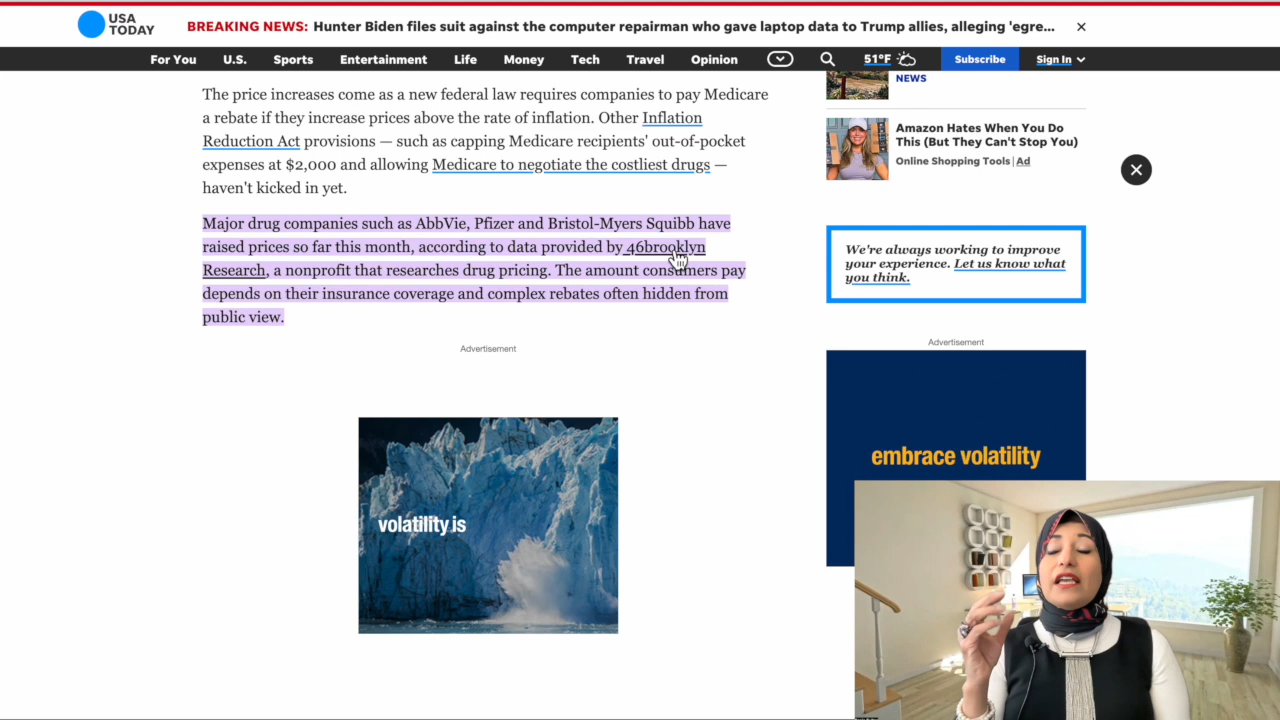 USA
TODAY
BREAKING NEWS: Hunter Biden files suit against the computer repairman who gave laptop data to Trump allies, alleging 'egre...
For You U.S. Sports Entertainment Life Money Tech Travel Opinion 51°F Subscribe Sign In
The price increases come as a new federal law requires companies to pay Medicare
a rebate if they increase prices above the rate of inflation. Other Inflation
Reduction Act provisions — such as capping Medicare recipients' out-of-pocket
expenses at $2,000 and allowing Medicare to negotiate the costliest drugs —
haven't kicked in yet.
Major drug companies such as AbbVie, Pfizer and Bristol-Myers Squibb have
raised prices so far this month, according to data provided by 46brooklyn
Research, a nonprofit that researches drug pricing. The amount consumers pay
depends on their insurance coverage and complex rebates often hidden from
public view.
Advertisement
volatility is
NEWS
Amazon Hates When You Do
This (But They Can't Stop You)
Online Shopping Tools | Ad
We're always working to improve
your experience. Let us know what
you think.
Advertisement
embrace volatility